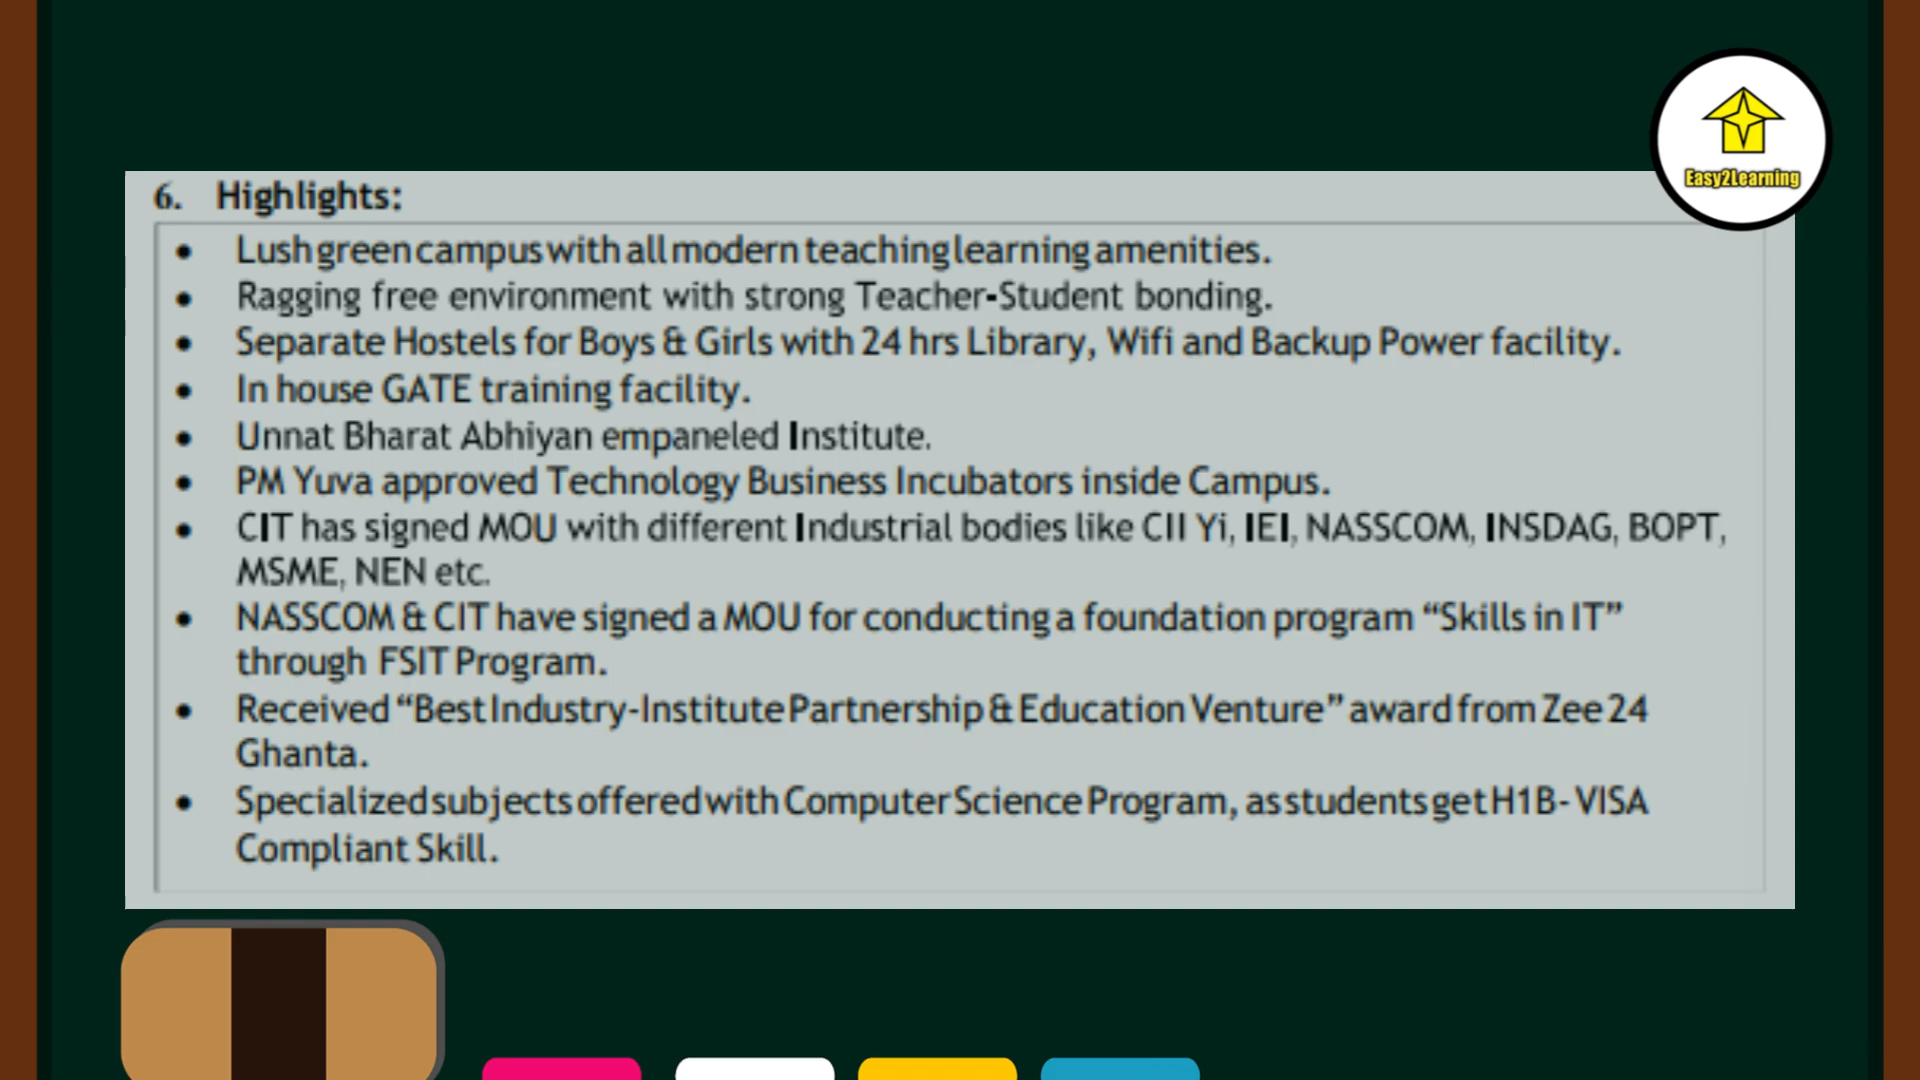 Easy2Learning
6. Highlights:
• Lush green campus with all modern teaching learning amenities.
• Ragging free environment with strong Teacher-Student bonding.
• Separate Hostels for Boys & Girls with 24 hrs Library, Wifi and Backup Power facility.
• In house GATE training facility.
• Unnat Bharat Abhiyan empaneled Institute.
• PM Yuva approved Technology Business Incubators inside Campus.
• CIT has signed MOU with different Industrial bodies like CII Yi, IEI, NASSCOM, INSDAG, BOPT,
MSME, NEN etc.
• NASSCOM & CIT have signed a MOU for conducting a foundation program “Skills in IT”
through FSIT Program.
• Received “Best Industry-Institute Partnership & Education Venture” award from Zee 24
Ghanta.
• Specialized subjects offered with Computer Science Program, as students get H1B- VISA
Compliant Skill.